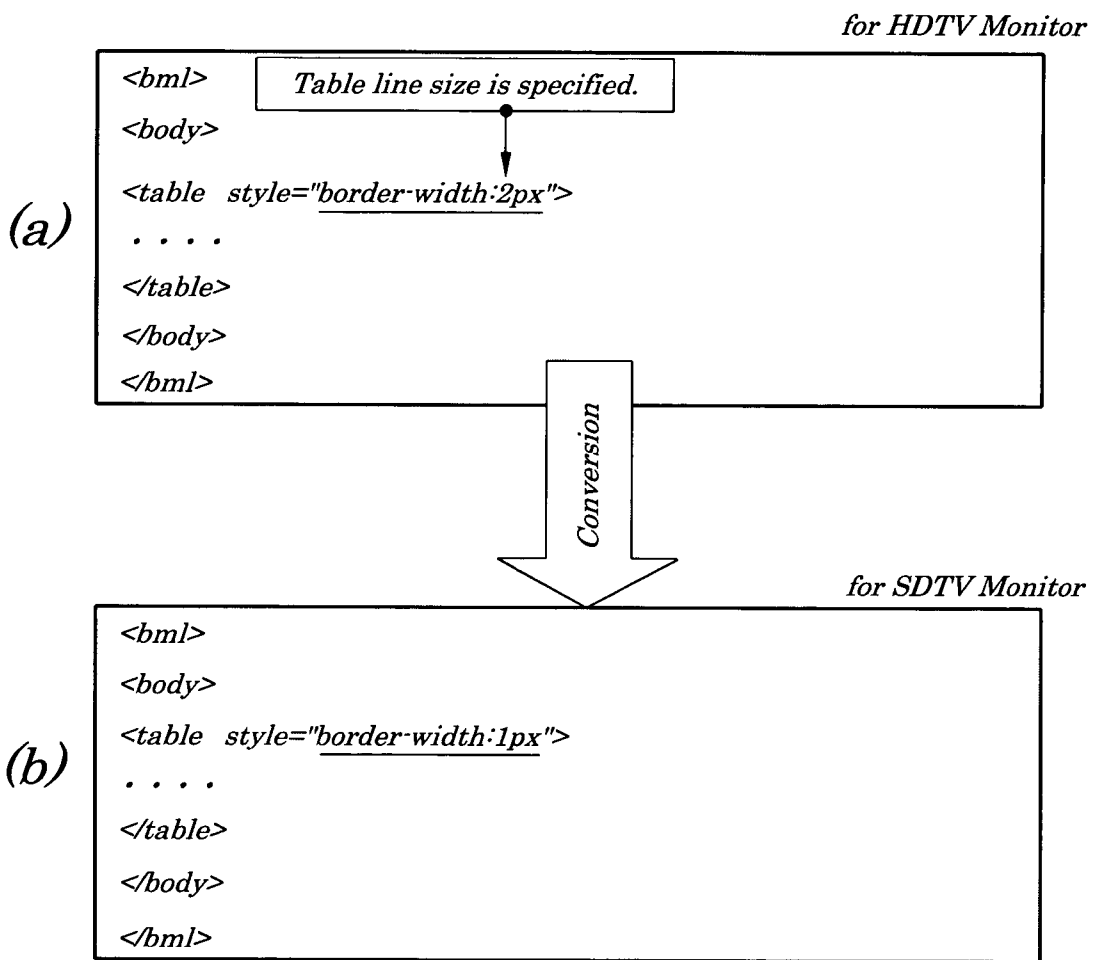 for HDTV Monitor
<bml>
Table line size is specified.
<body>
<table style="border-width:2px">
(a)
. . . .
</table>
</body>
</bml>
Conversion
for SDTV Monitor
<bml>
<body>
<table style="border-width:1px">
(b)
. . . .
</table>
</body>
</bml>